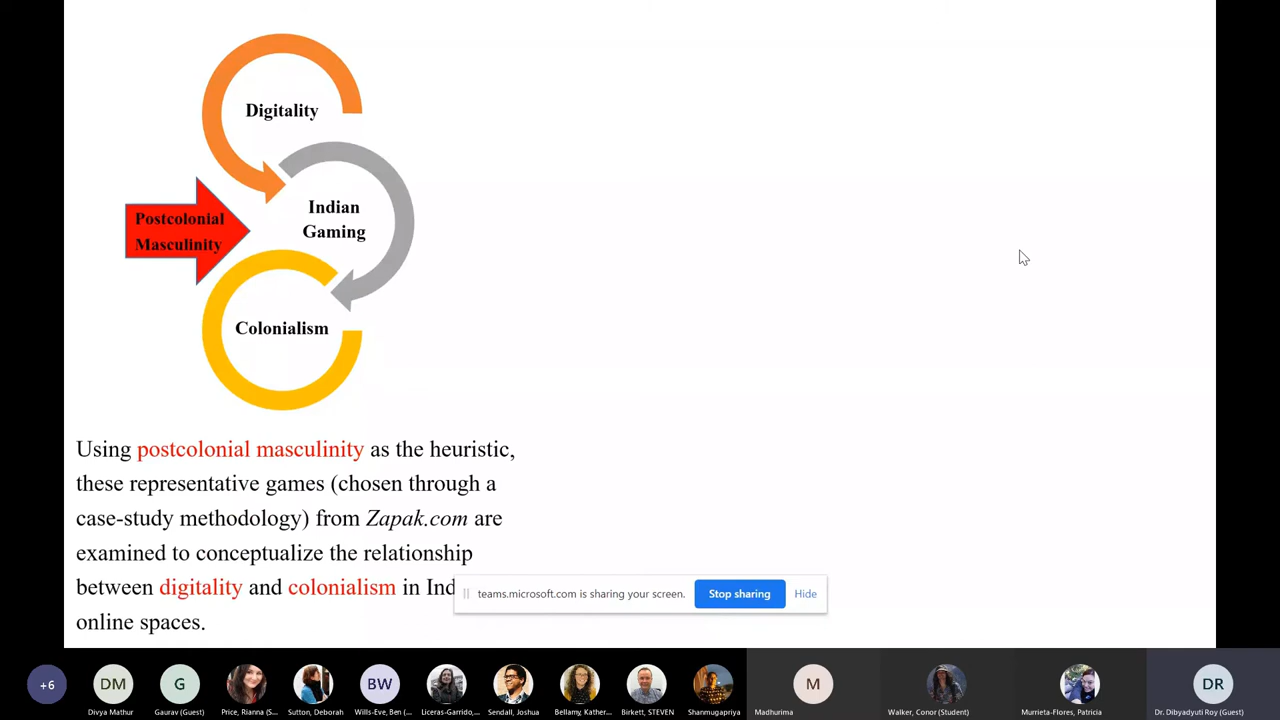 Digitality
Indian
Gaming
Postcolonial
Masculinity
Colonialism
Using postcolonial masculinity as the heuristic,
these representative games (chosen through a
case-study methodology) from Zapak.com are
examined to conceptualize the relationship
between digitality and colonialism in Ind
online spaces.
teams.microsoft.com is sharing your screen.
Stop sharing
Hide
+6
DM
G
BW
M
DR
Divya Mathur
Gaurav (Guest)
Price, Rianna (S...
Sutton, Deborah
Wills-Eve, Ben (...
Liceras-Garrido,...
Sendall, Joshua
Bellamy, Kather...
Birkett, STEVEN
Shanmugapriya
Madhurima
Walker, Conor (Student)
Murrieta-Flores, Patricia
Dr. Dibyadyuti Roy (Guest)